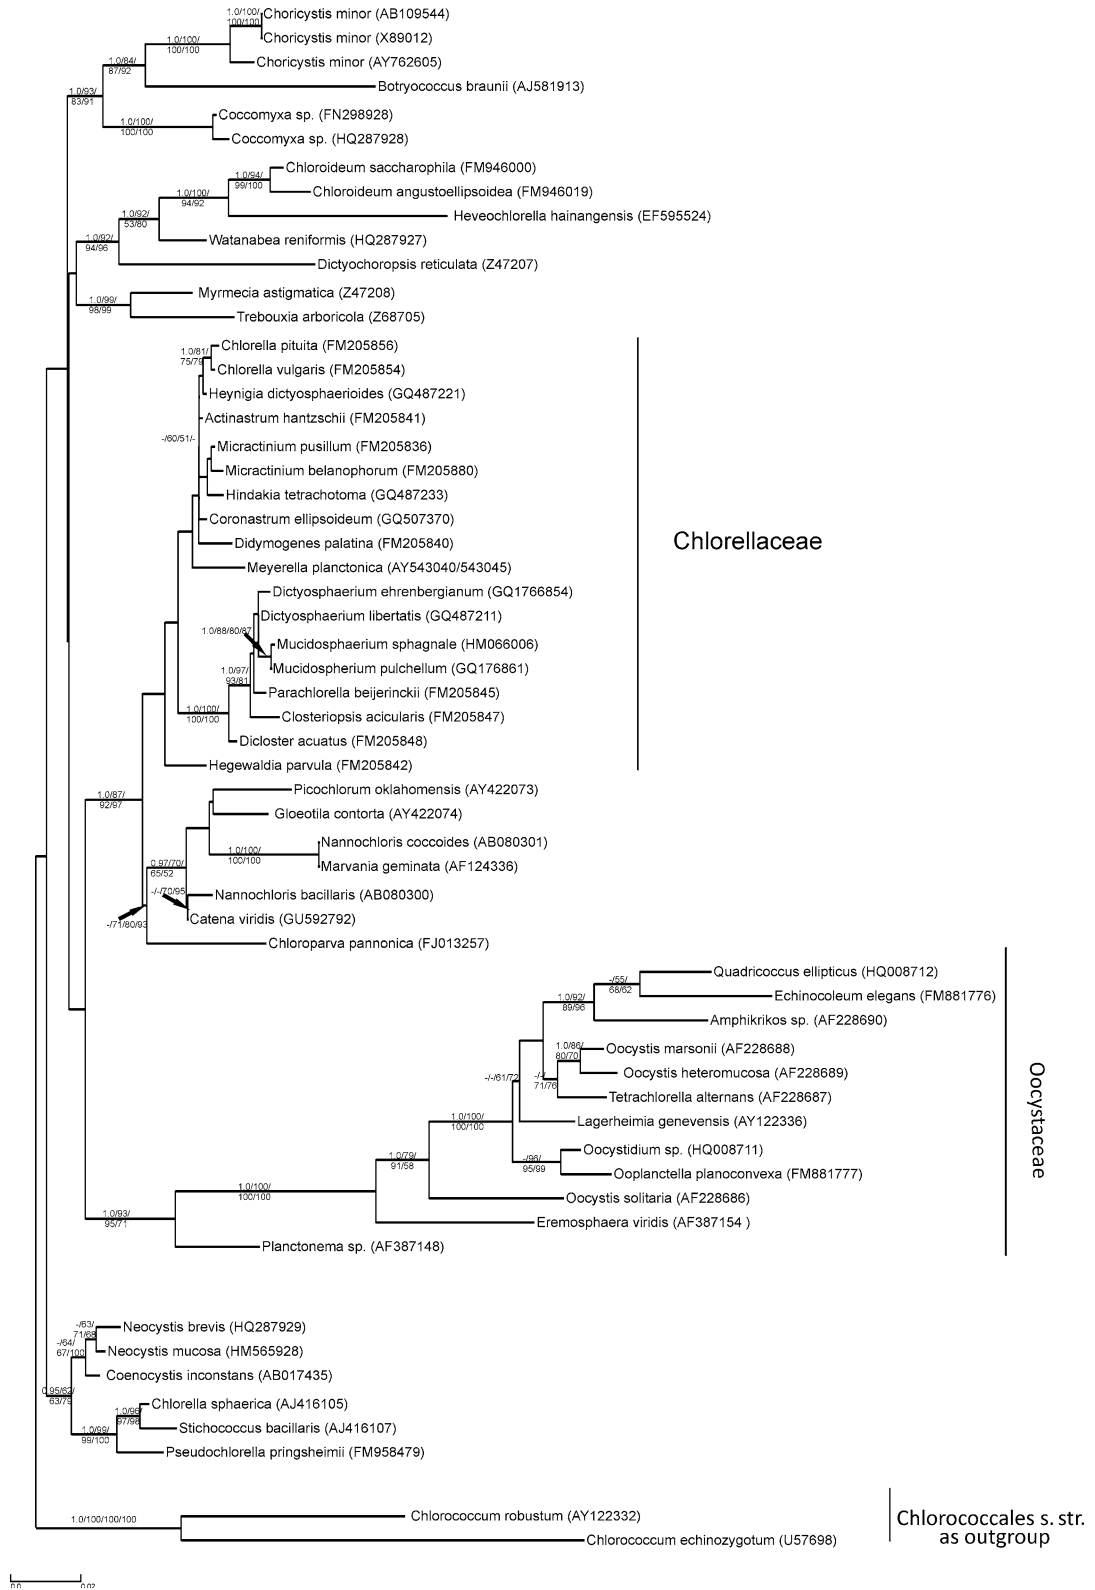 1.0/100/
100/100
Choricystis minor (AB109544)
Choricystis minor (X89012)
1.0/100/
100/100
Choricystis minor (AY762605)
1.0/84/
87/92
Botryococcus braunii (AJ581913)
1.0/93/
83/91
Coccomyxa sp. (FN298928)
1.0/100/
100/100
Coccomyxa sp. (HQ287928)
Chloroideum saccharophila (FM946000)
1.0/94/
99/100
Chloroideum angustoellipsoidea (FM946019)
1.0/100/
94/92
Heveochlorella hainangensis (EF595524)
1.0/92/
53/80
Watanabea reniformis (HQ287927)
1.0/92/
94/96
Dictyochoropsis reticulata (Z47207)
Myrmecia astigmatica (Z47208)
1.0/99/
98/99
Trebouxia arboricola (Z68705)
Chlorella pituita (FM205856)
1.0/81/
75/79
Chlorella vulgaris (FM205854)
Heynigia dictyosphaerioides (GQ487221)
Actinastrum hantzschii (FM205841)
-/60/51/-
Micractinium pusillum (FM205836)
Micractinium belanophorum (FM205880)
Hindakia tetrachotoma (GQ487233)
Coronastrum ellipsoideum (GQ507370)
Didymogenes palatina (FM205840)
Chlorellaceae
Meyerella planctonica (AY543040/543045)
Dictyosphaerium ehrenbergianum (GQ1766854)
Dictyosphaerium libertatis (GQ487211)
1.0/88/80/87
Mucidosphaerium sphagnale (HM066006)
Mucidospherium pulchellum (GQ176861)
1.0/97/
93/81
Parachlorella beijerinckii (FM205845)
Closteriopsis acicularis (FM205847)
1.0/100/
100/100
Dicloster acuatus (FM205848)
Hegewaldia parvula (FM205842)
Picochlorum oklahomensis (AY422073)
1.0/87/
92/97
Gloeotila contorta (AY422074)
Nannochloris coccoides (AB080301)
1.0/100/
100/100
Marvania geminata (AF124336)
0.97/70/
65/52
Nannochloris bacillaris (AB080300)
-/-/70/95
Catena viridis (GU592792)
-/71/80/93
Chloroparva pannonica (FJ013257)
Quadricoccus ellipticus (HQ008712)
-/55/
68/62
Echinocoleum elegans (FM881776)
1.0/92/
89/96
Amphikrikos sp. (AF228690)
Oocystis marsonii (AF228688)
1.0/86/
80/70
Oocystis heteromucosa (AF228689)
-/-/61/72
-/-/
71/76
Tetrachlorella alternans (AF228687)
Oocystaceae
Lagerheimia genevensis (AY122336)
1.0/100/
100/100
Oocystidium sp. (HQ008711)
-/96/
95/99
Ooplanctella planoconvexa (FM881777)
1.0/79/
91/58
Oocystis solitaria (AF228686)
1.0/100/
100/100
Eremosphaera viridis (AF387154 )
1.0/93/
95/71
Planctonema sp. (AF387148)
-/63/
71/68
Neocystis brevis (HQ287929)
-/64/
67/100
Neocystis mucosa (HM565928)
Coenocystis inconstans (AB017435)
0.95/62/
63/79
Chlorella sphaerica (AJ416105)
1.0/96/
97/98
Stichococcus bacillaris (AJ416107)
1.0/99/
99/100
Pseudochlorella pringsheimii (FM958479)
Chlorococcum robustum (AY122332)
1.0/100/100/100
Chlorococcales s. str.
as outgroup
Chlorococcum echinozygotum (U57698)
0.0 0.02